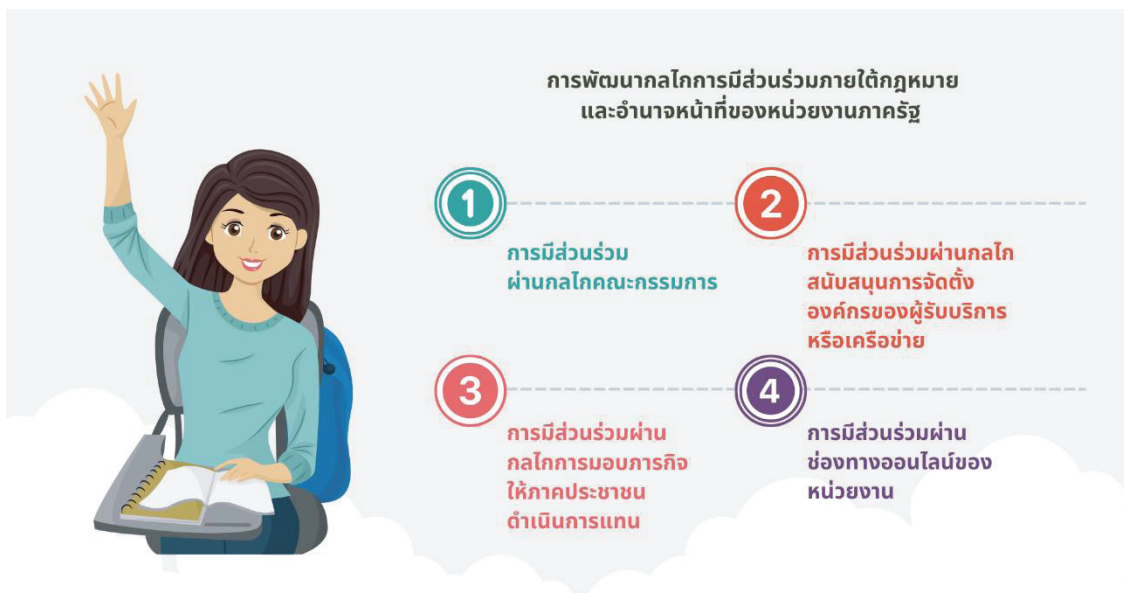 การพัฒนากลไกการมีส่วนร่วมภายใต้กฎหมาย
และอำนาจหน้าที่ของหน่วยงานภาครัฐ
1
การมีส่วนร่วม
ผ่านกลไกคณะกรรมการ
2
การมีส่วนร่วมผ่านกลไก
สนับสนุนการจัดตั้ง
องค์กรของผู้รับบริการ
หรือเครือข่าย
3
การมีส่วนร่วมผ่าน
กลไกการมอบภารกิจ
ให้ภาคประชาชน
ดำเนินการแทน
4
การมีส่วนร่วมผ่าน
ช่องทางออนไลน์ของ
หน่วยงาน